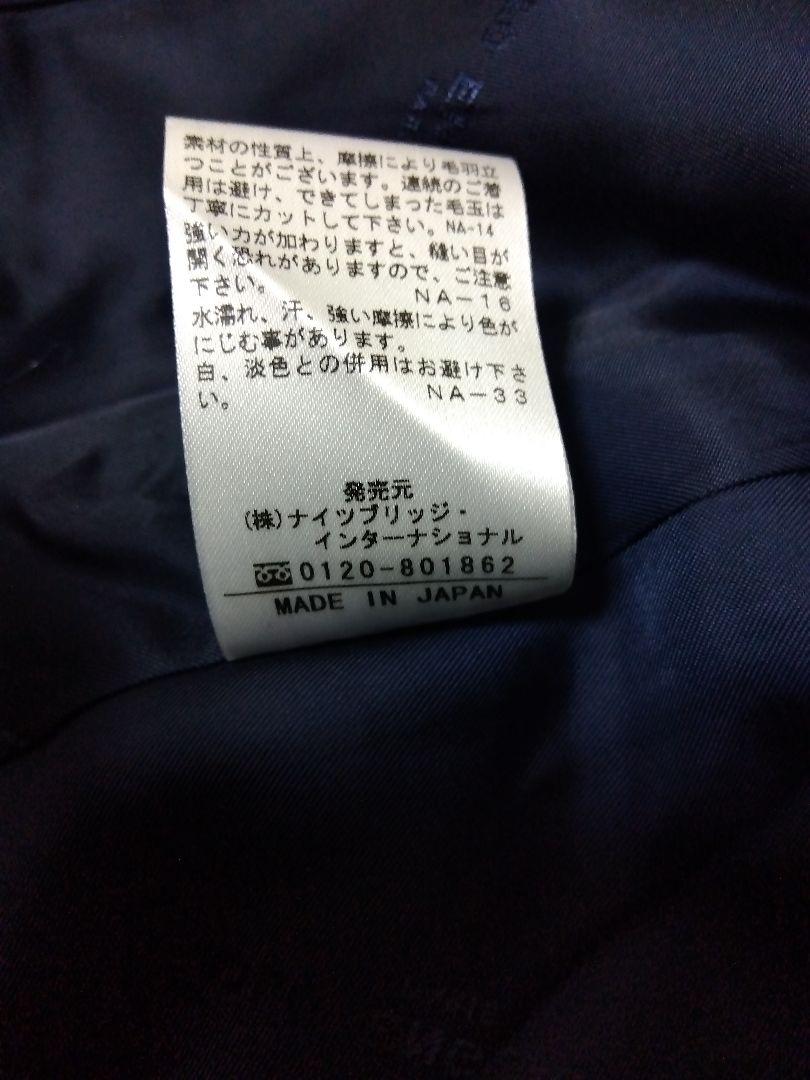 素材の性質上、摩擦により毛羽立
つことがございます。連続のご着
用は避け、できてしまった毛玉は
丁寧にカットして下さい。NA-14
強い力が加わりますと、縫い目が
開く恐れがありますので、ご注意
下さい。 NA-16
水濡れ、汗、強い摩擦により色が
にじむ事があります。
白、淡色との併用はお避け下さ
い。 NA-33
発売元
(株)ナイツブリッジ・
インターナショナル
0120-801862
MADE IN JAPAN